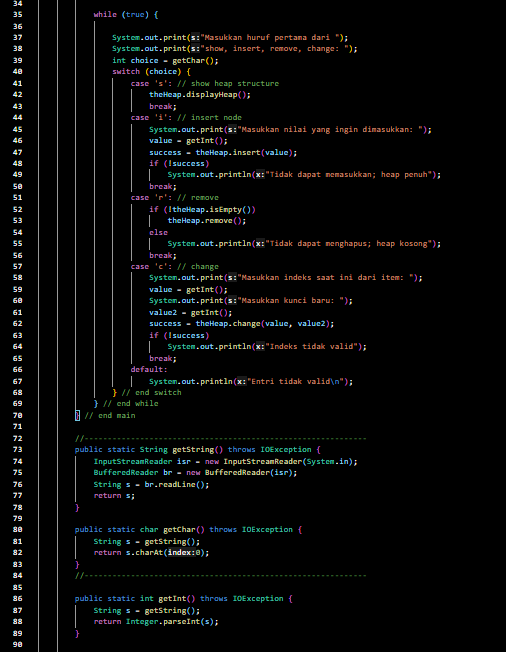 34
35 while (true) {
36
37 System.out.print(s:"Masukkan huruf pertama dari ");
38 System.out.print(s:"show, insert, remove, change: ");
39 int choice = getChar();
40 switch (choice) {
41 case 's': // show heap structure
42 theHeap.displayHeap();
43 break;
44 case 'i': // insert node
45 System.out.print(s:"Masukkan nilai yang ingin dimasukkan: ");
46 value = getInt();
47 success = theHeap.insert(value);
48 if (!success)
49 System.out.println(x:"Tidak dapat memasukkan; heap penuh");
50 break;
51 case 'r': // remove
52 if (!theHeap.isEmpty())
53 theHeap.remove();
54 else
55 System.out.println(x:"Tidak dapat menghapus; heap kosong");
56 break;
57 case 'c': // change
58 System.out.print(s:"Masukkan indeks saat ini dari item: ");
59 value = getInt();
60 System.out.print(s:"Masukkan kunci baru: ");
61 value2 = getInt();
62 success = theHeap.change(value, value2);
63 if (!success)
64 System.out.println(x:"Indeks tidak valid");
65 break;
66 default:
67 System.out.println(x:"Entri tidak valid\n");
68 } // end switch
69 } // end while
70 } // end main
71
72 //-------------------------------------------------------------
73 public static String getString() throws IOException {
74 InputStreamReader isr = new InputStreamReader(System.in);
75 BufferedReader br = new BufferedReader(isr);
76 String s = br.readLine();
77 return s;
78 }
79
80 public static char getChar() throws IOException {
81 String s = getString();
82 return s.charAt(index:0);
83 }
84 //-------------------------------------------------------------
85
86 public static int getInt() throws IOException {
87 String s = getString();
88 return Integer.parseInt(s);
89 }
90